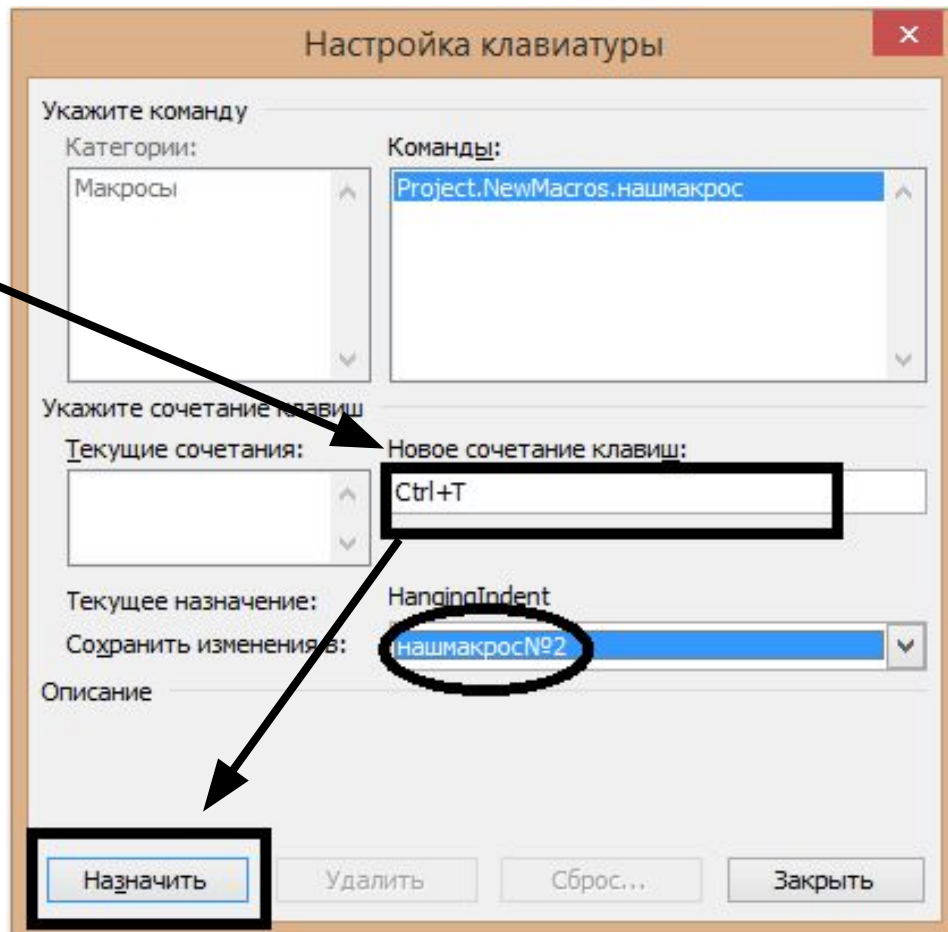 Настройка клавиатуры
Укажите команду
Категории:
Команды:
Макросы
Project.NewMacros.нашмакрос
Укажите сочетание клавиш
Текущие сочетания:
Новое сочетание клавиш:
Ctrl+T
Текущее назначение:
HangingIndent
Сохранить изменения в:
нашмакрос№2
Описание
Назначить
Удалить
Сброс...
Закрыть